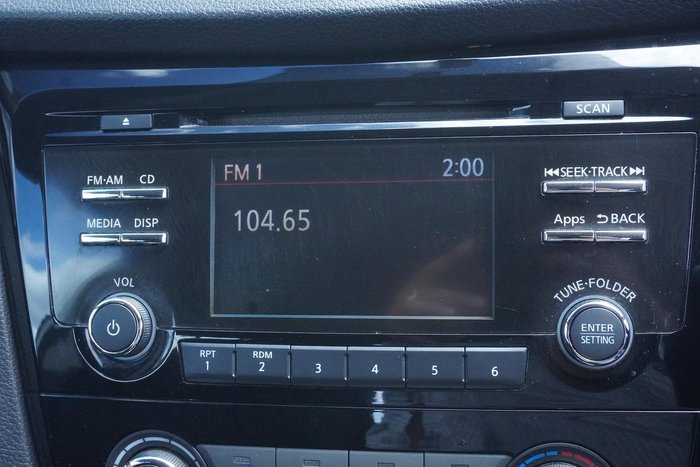 SCAN
FM·AM CD
SEEK·TRACK
MEDIA DISP
Apps BACK
FM 1 2:00
104.65
VOL
TUNE·FOLDER
ENTER
SETTING
RPT RDM
1 2 3 4 5 6